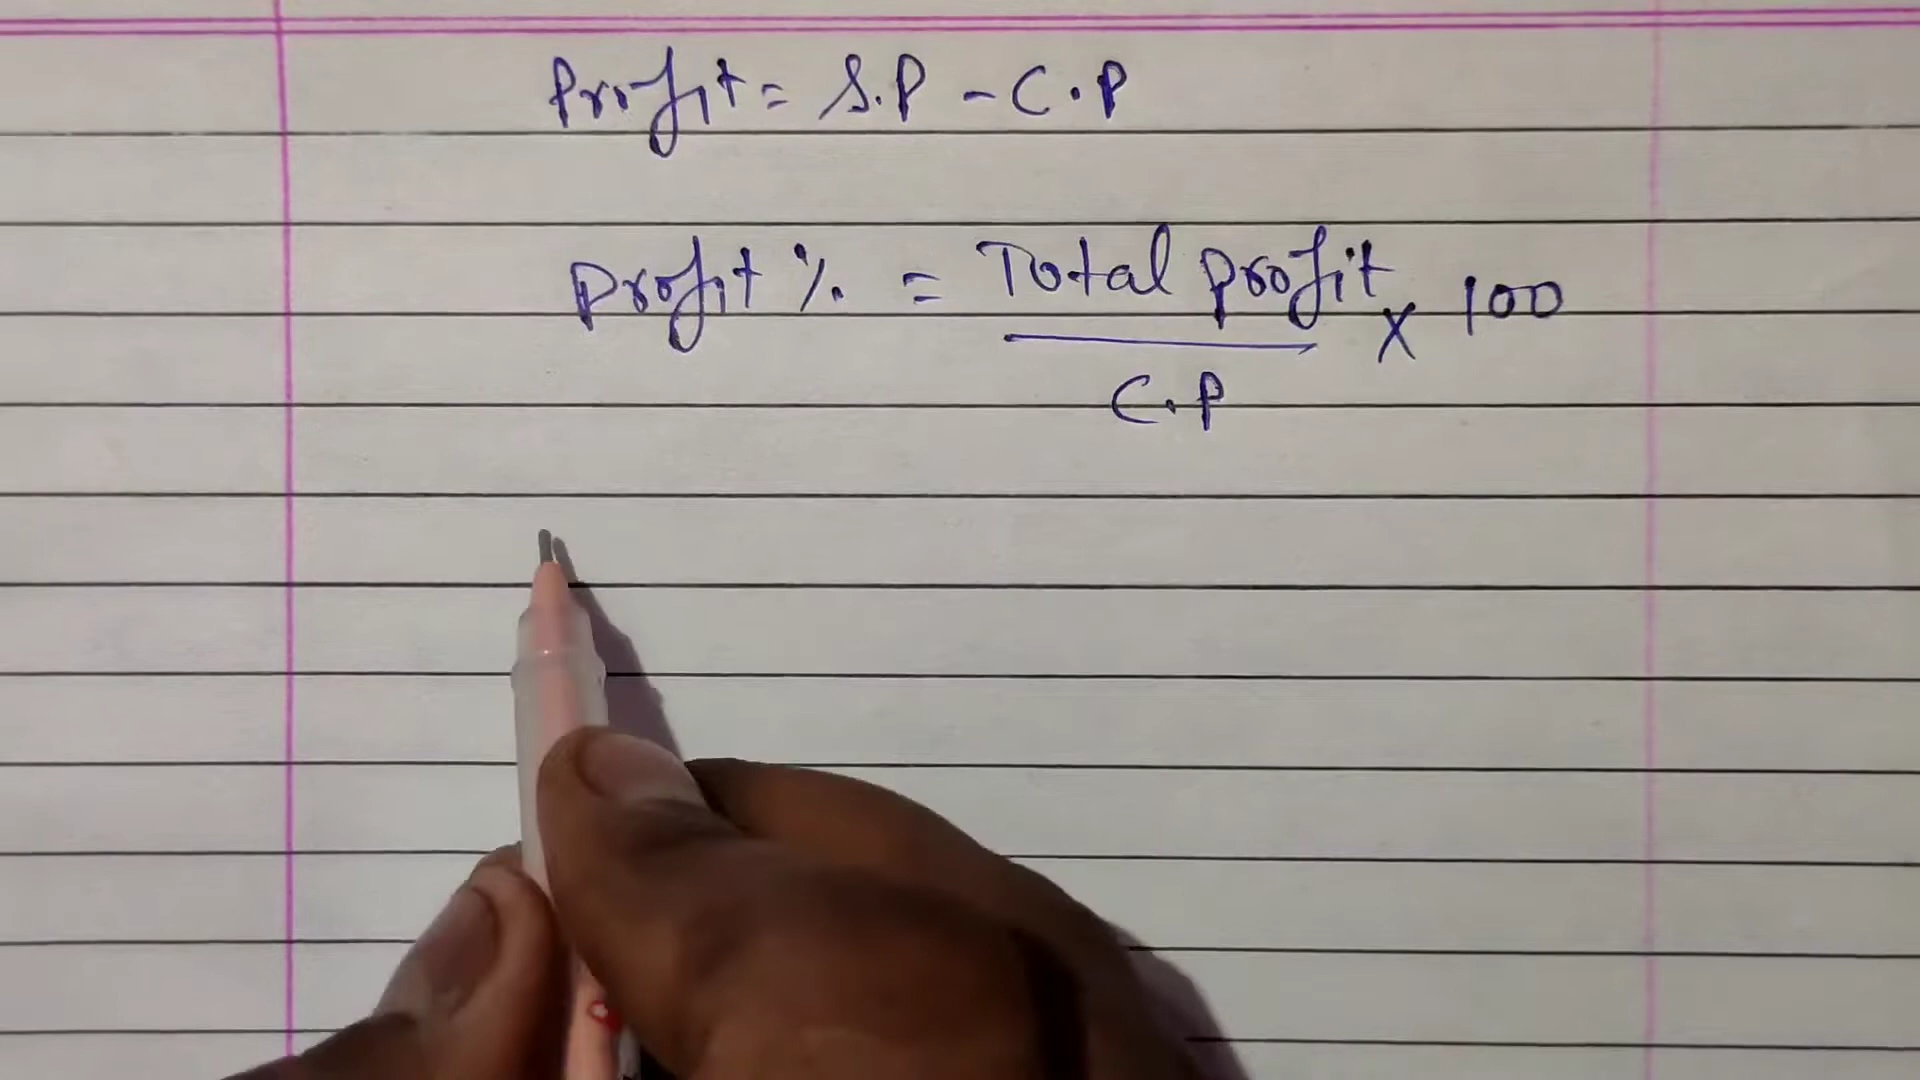 Profit = S.P - C.P
Profit % = Total profit × 100
C.P